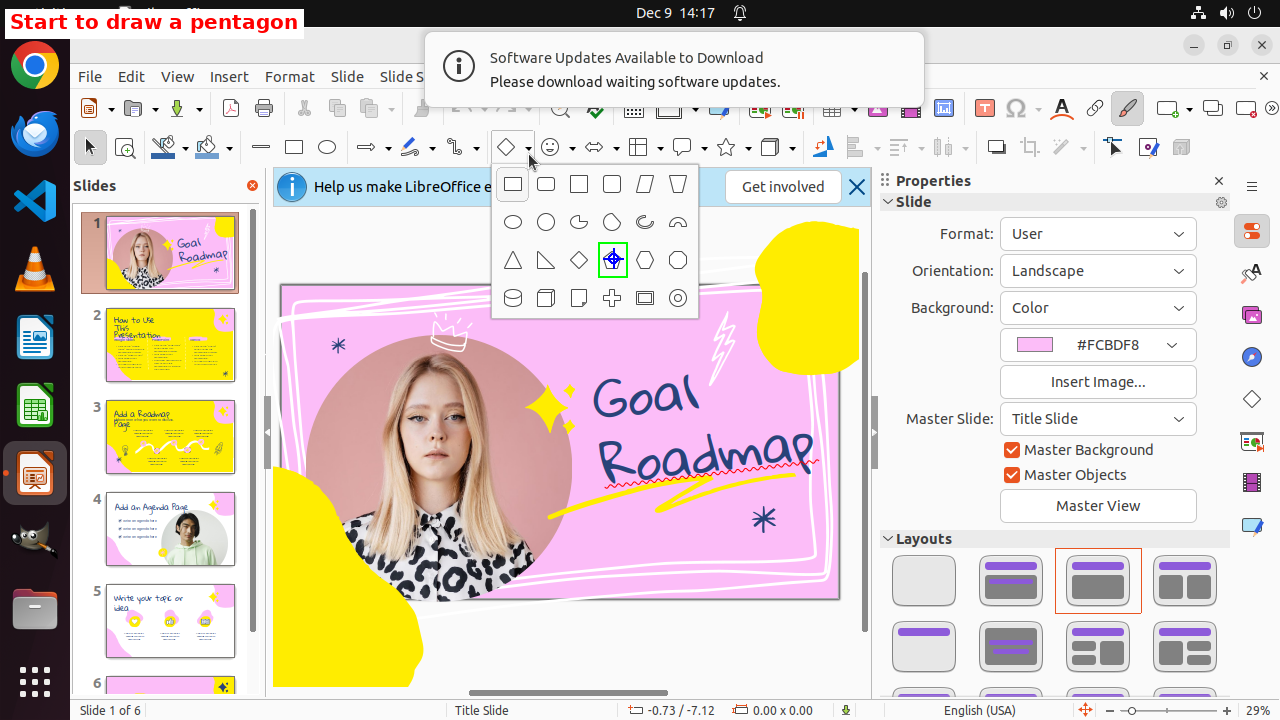 Start to draw a pentagon
Dec 9  14:17
Software Updates Available to Download
Please download waiting software updates.
File
Edit
View
Insert
Format
Slide
Slide S
Help us make LibreOffice e
Get involved
Slides
1
Goal
Roadmap
2
How to Use
This
Presentation
3
Add a Roadmap
Page
4
Add an Agenda Page
5
Write your topic or
idea
6
Goal
Roadmap
Properties
Slide
Format:
User
Orientation:
Landscape
Background:
Color
#FCBDF8
Insert Image...
Master Slide:
Title Slide
Master Background
Master Objects
Master View
Layouts
Slide 1 of 6
Title Slide
-0.73 / -7.12
0.00 x 0.00
English (USA)
29%